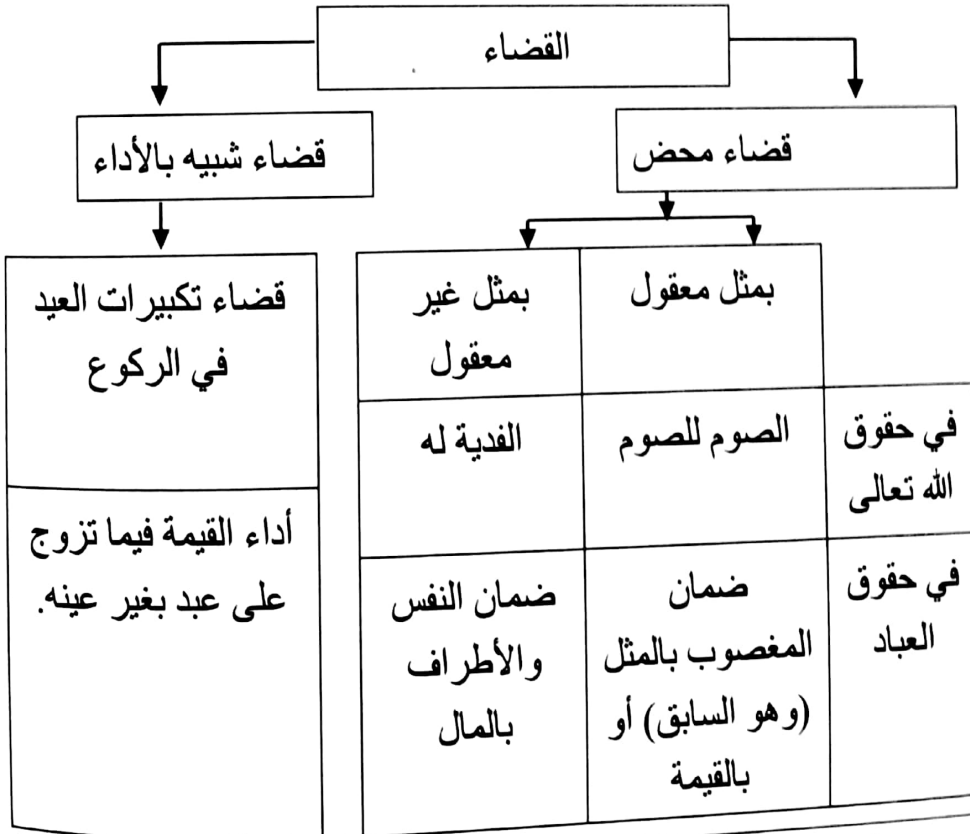 القضاء
قضاء محض
قضاء شبيه بالأداء
بمثل معقول
بمثل غير
معقول
في حقوق
الله تعالى
الصوم للصوم
الفدية له
في حقوق
العباد
ضمان
المغصوب بالمثل
(وهو السابق) أو
بالقيمة
ضمان النفس
والأطراف
بالمال
قضاء تكبيرات العيد
في الركوع
أداء القيمة فيما تزوج
على عبد بغير عينه.